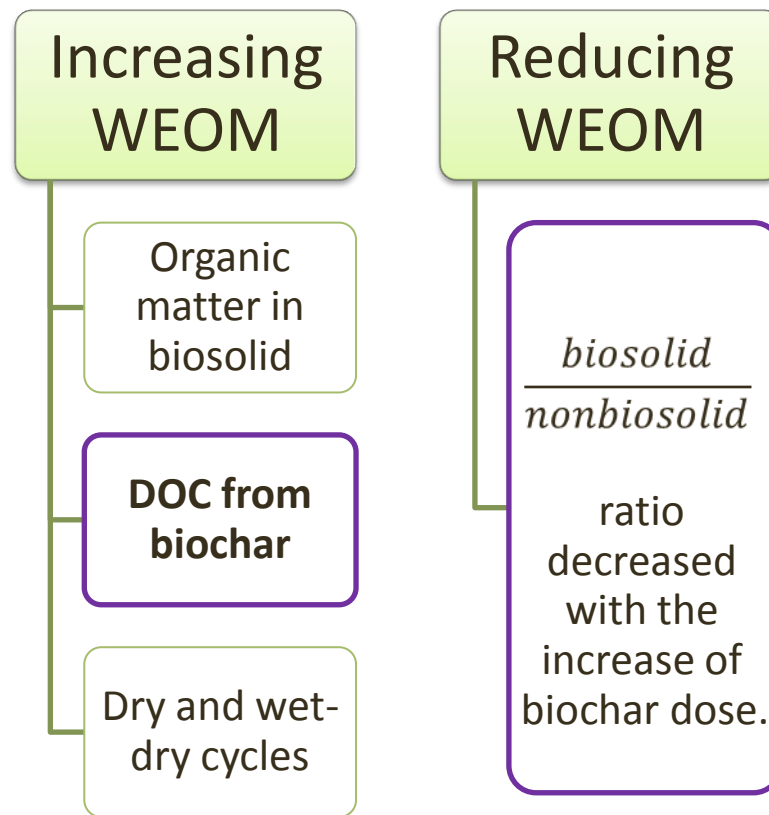 Increasing
WEOM
Organic
matter in
biosolid
DOC from
biochar
Dry and wet-
dry cycles
Reducing
WEOM
biosolid
nonbiosolid
ratio
decreased
with the
increase of
biochar dose.